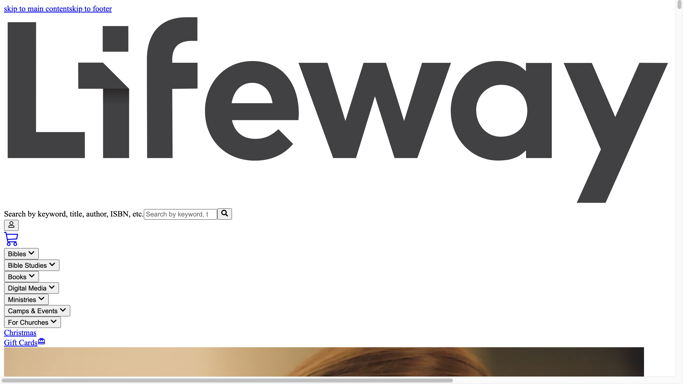 skip to main contentskip to footer
Lifeway
Search by keyword, title, author, ISBN, etc. Search by keyword, t
Bibles
Bible Studies
Books
Digital Media
Ministries
Camps & Events
For Churches
Christmas
Gift Cards